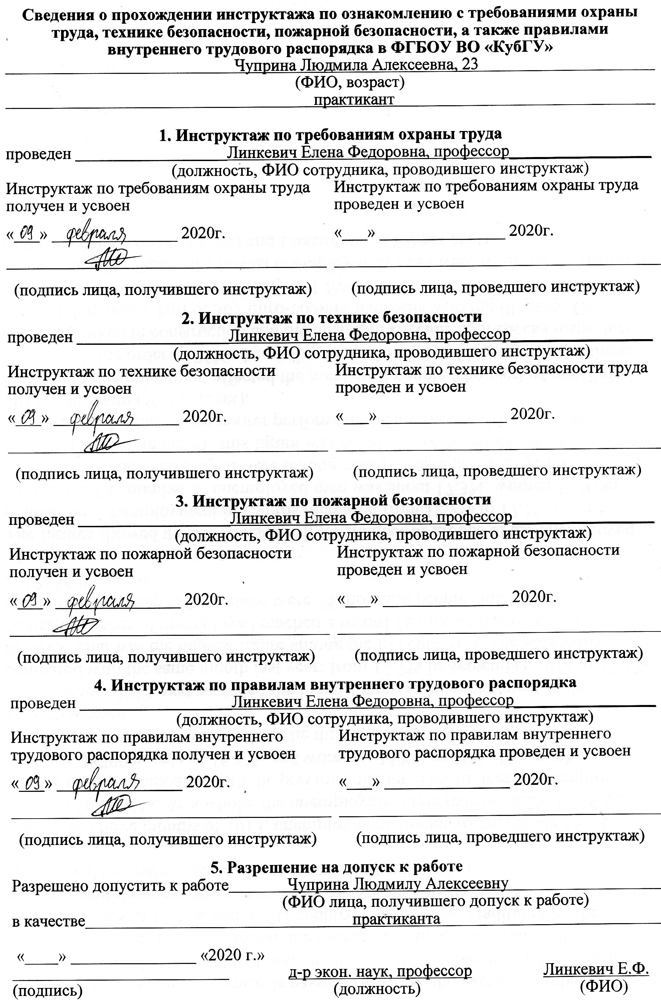 Сведения о прохождении инструктажа по ознакомлению с требованиями охраны
труда, технике безопасности, пожарной безопасности, а также правилами
внутреннего трудового распорядка в ФГБОУ ВО «КубГУ»
Чуприна Людмила Алексеевна, 23
(ФИО, возраст)
практикант
1. Инструктаж по требованиям охраны труда
проведен Линкевич Елена Федоровна, профессор
(должность, ФИО сотрудника, проводившего инструктаж)
Инструктаж по требованиям охраны труда
получен и усвоен
«09» февраля 2020г.
(подпись лица, получившего инструктаж)
Инструктаж по требованиям охраны труда
проведен и усвоен
«___» ______________ 2020г.
(подпись лица, проведшего инструктаж)
2. Инструктаж по технике безопасности
проведен Линкевич Елена Федоровна, профессор
(должность, ФИО сотрудника, проводившего инструктаж)
Инструктаж по технике безопасности
получен и усвоен
«09» февраля 2020г.
(подпись лица, получившего инструктаж)
Инструктаж по технике безопасности труда
проведен и усвоен
«___» ______________ 2020г.
(подпись лица, проведшего инструктаж)
3. Инструктаж по пожарной безопасности
проведен Линкевич Елена Федоровна, профессор
(должность, ФИО сотрудника, проводившего инструктаж)
Инструктаж по пожарной безопасности
получен и усвоен
«09» февраля 2020г.
(подпись лица, получившего инструктаж)
Инструктаж по пожарной безопасности
проведен и усвоен
«___» ______________ 2020г.
(подпись лица, проведшего инструктаж)
4. Инструктаж по правилам внутреннего трудового распорядка
проведен Линкевич Елена Федоровна, профессор
(должность, ФИО сотрудника, проводившего инструктаж)
Инструктаж по правилам внутреннего
трудового распорядка получен и усвоен
«09» февраля 2020г.
(подпись лица, получившего инструктаж)
Инструктаж по правилам внутреннего
трудового распорядка проведен и усвоен
«___» ______________ 2020г.
(подпись лица, проведшего инструктаж)
5. Разрешение на допуск к работе
Разрешено допустить к работе Чуприна Людмилу Алексеевну
(ФИО лица, получившего допуск к работе)
в качестве практиканта
«____» ______________ «2020 г.»
д-р экон. наук, профессор Линкевич Е.Ф.
(подпись) (должность) (ФИО)